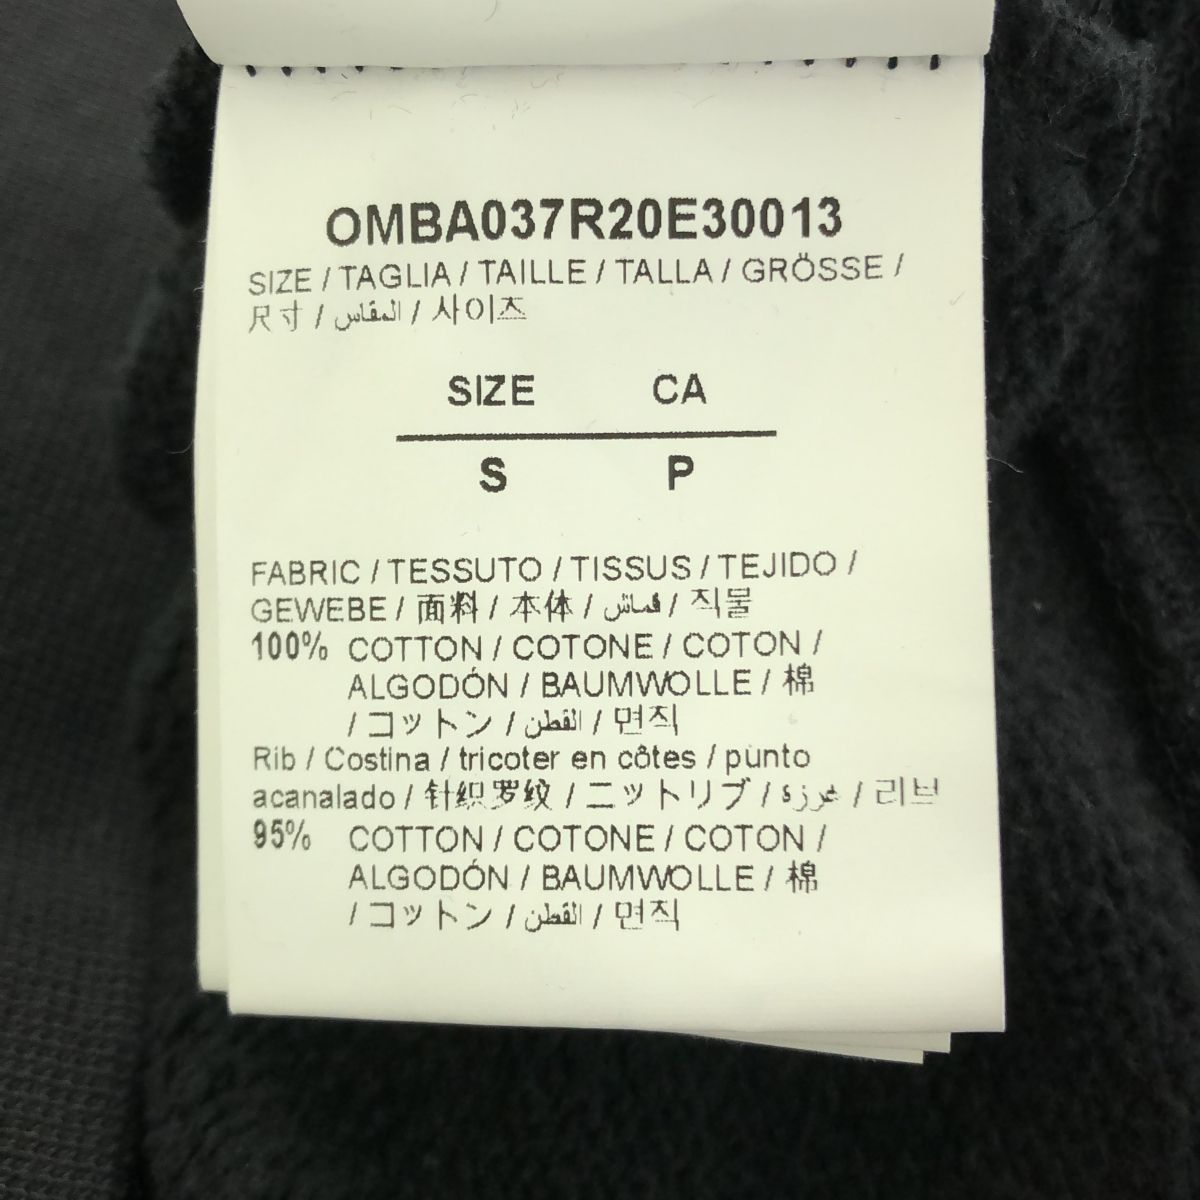 OMBA037R20E30013
SIZE / TAGLIA / TAILLE / TALLA / GRÖSSE /
尺寸 / المقاس / 사이즈
SIZE CA
S P
FABRIC / TESSUTO / TISSUS / TEJIDO /
GEWEBE / 面料 / 本体 / قماش / 직물
100% COTTON / COTONE / COTON /
ALGODÓN / BAUMWOLLE / 棉
/ コットン / القطن / 면직
Rib / Costina / tricoter en côtes / punto
acanalado / 针织罗纹 / ニットリブ / غرزة / 리브
95% COTTON / COTONE / COTON /
ALGODÓN / BAUMWOLLE / 棉
/ コットン / القطن / 면직